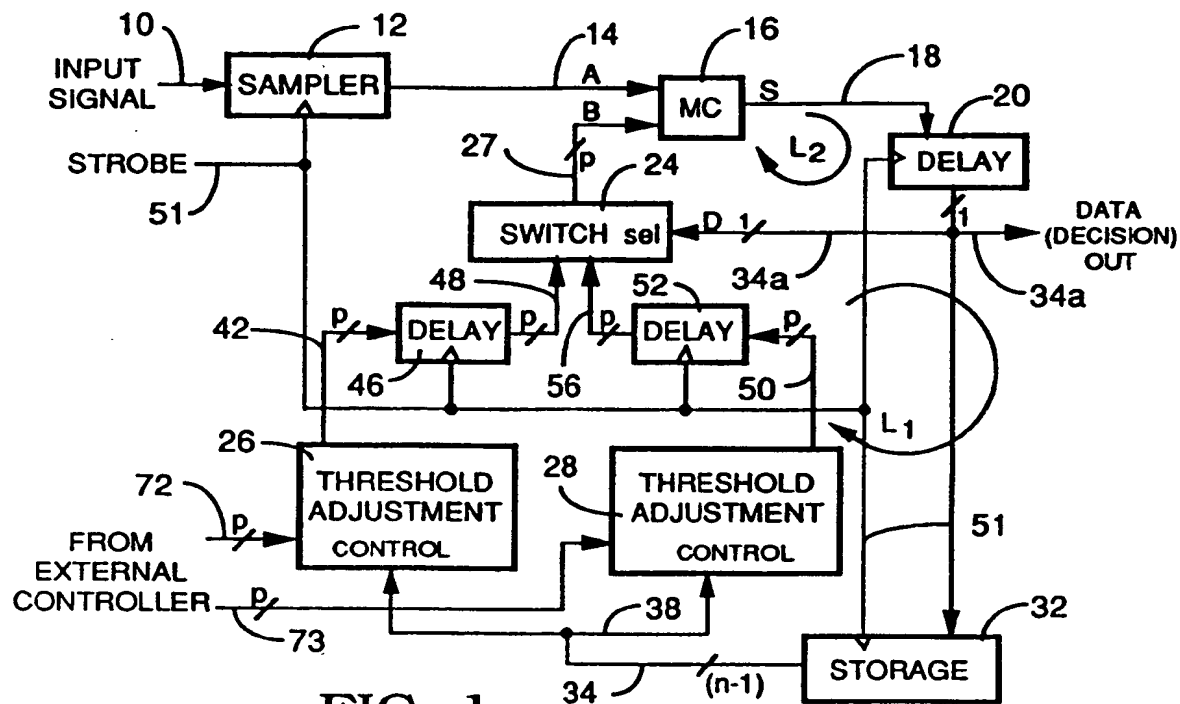 10
12
14
16
18
20
INPUT
SIGNAL
SAMPLER
A
B
MC
S
L2
DELAY
STROBE
51
27
p
24
SWITCH sel
D 1
1
34a
DATA
(DECISION)
OUT
34a
48
52
42
p
DELAY
p
p
DELAY
p
46
56
50
L1
26
THRESHOLD
ADJUSTMENT
CONTROL
28
THRESHOLD
ADJUSTMENT
CONTROL
72
p
FROM
EXTERNAL
CONTROLLER
p
73
38
51
32
STORAGE
34
(n-1)